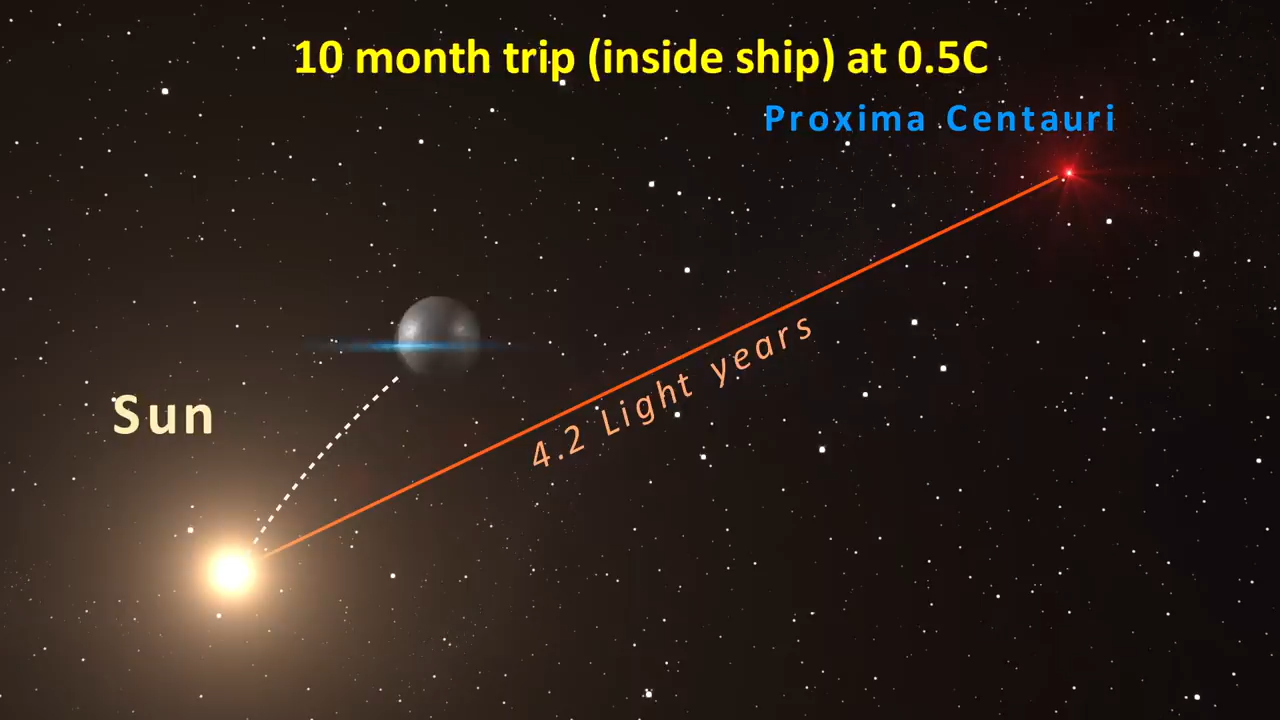 10 month trip (inside ship) at 0.5C
Proxima Centauri
4.2 Light years
Sun